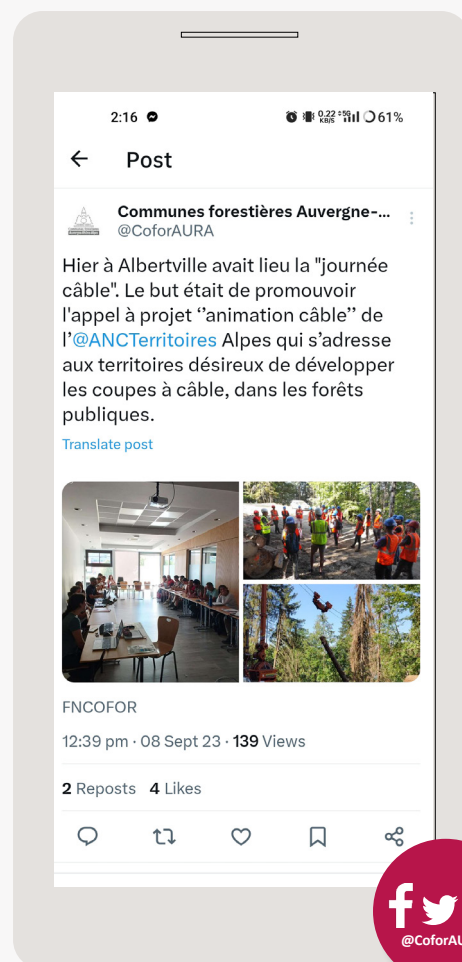 2:16
0.22 KB/S 5G 61%
Post
Communes forestières Auvergne-...
@CoforAURA
Hier à Albertville avait lieu la "journée
câble". Le but était de promouvoir
l'appel à projet ‘’animation câble’’ de
l’@ANCTerritoires Alpes qui s’adresse
aux territoires désireux de développer
les coupes à câble, dans les forêts
publiques.
Translate post
FNCOFOR
12:39 pm · 08 Sept 23 · 139 Views
2 Reposts 4 Likes
@CoforAU